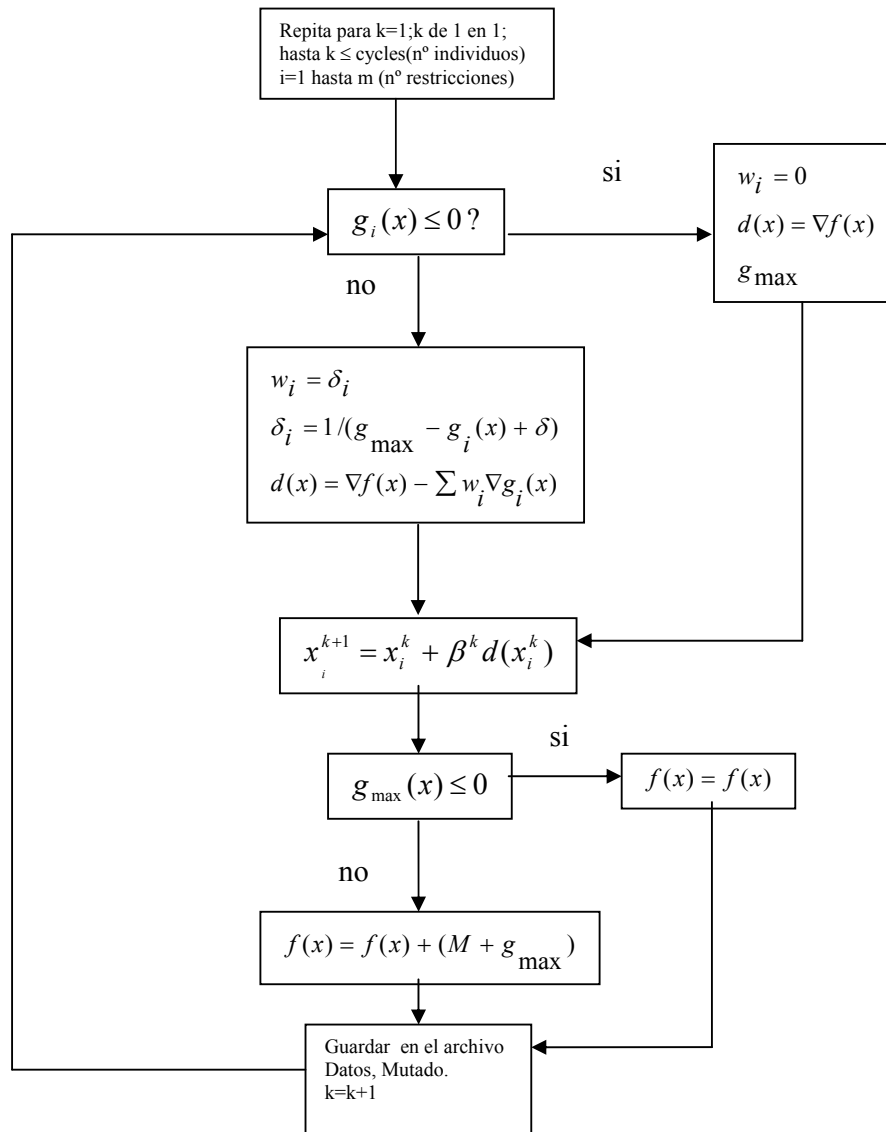 Repita para k=1;k de 1 en 1;
hasta k ≤ cycles(nº individuos)
i=1 hasta m (nº restricciones)
si
w_i = 0
d(x) = ∇f(x)
g_max
g_i(x) ≤ 0 ?
no
w_i = δ_i
δ_i = 1/(g_max − g_i(x) + δ)
d(x) = ∇f(x) − ∑ w_i ∇g_i(x)
x_i^{k+1} = x_i^k + β^k d(x_i^k)
si
g_max(x) ≤ 0
f(x) = f(x)
no
f(x) = f(x) + (M + g_max)
Guardar en el archivo
Datos, Mutado.
k=k+1